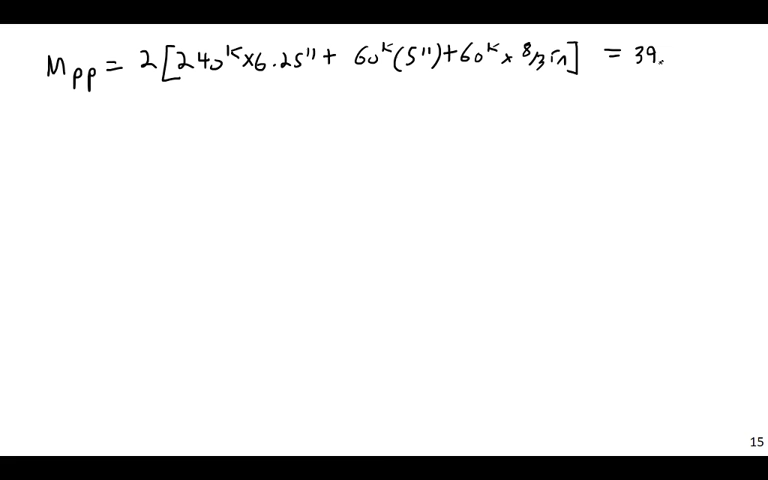 Mpp = 2[240ᴷ×6.25" + 60ᴷ(5")+60ᴷ × 8/3 in] = 39.
15